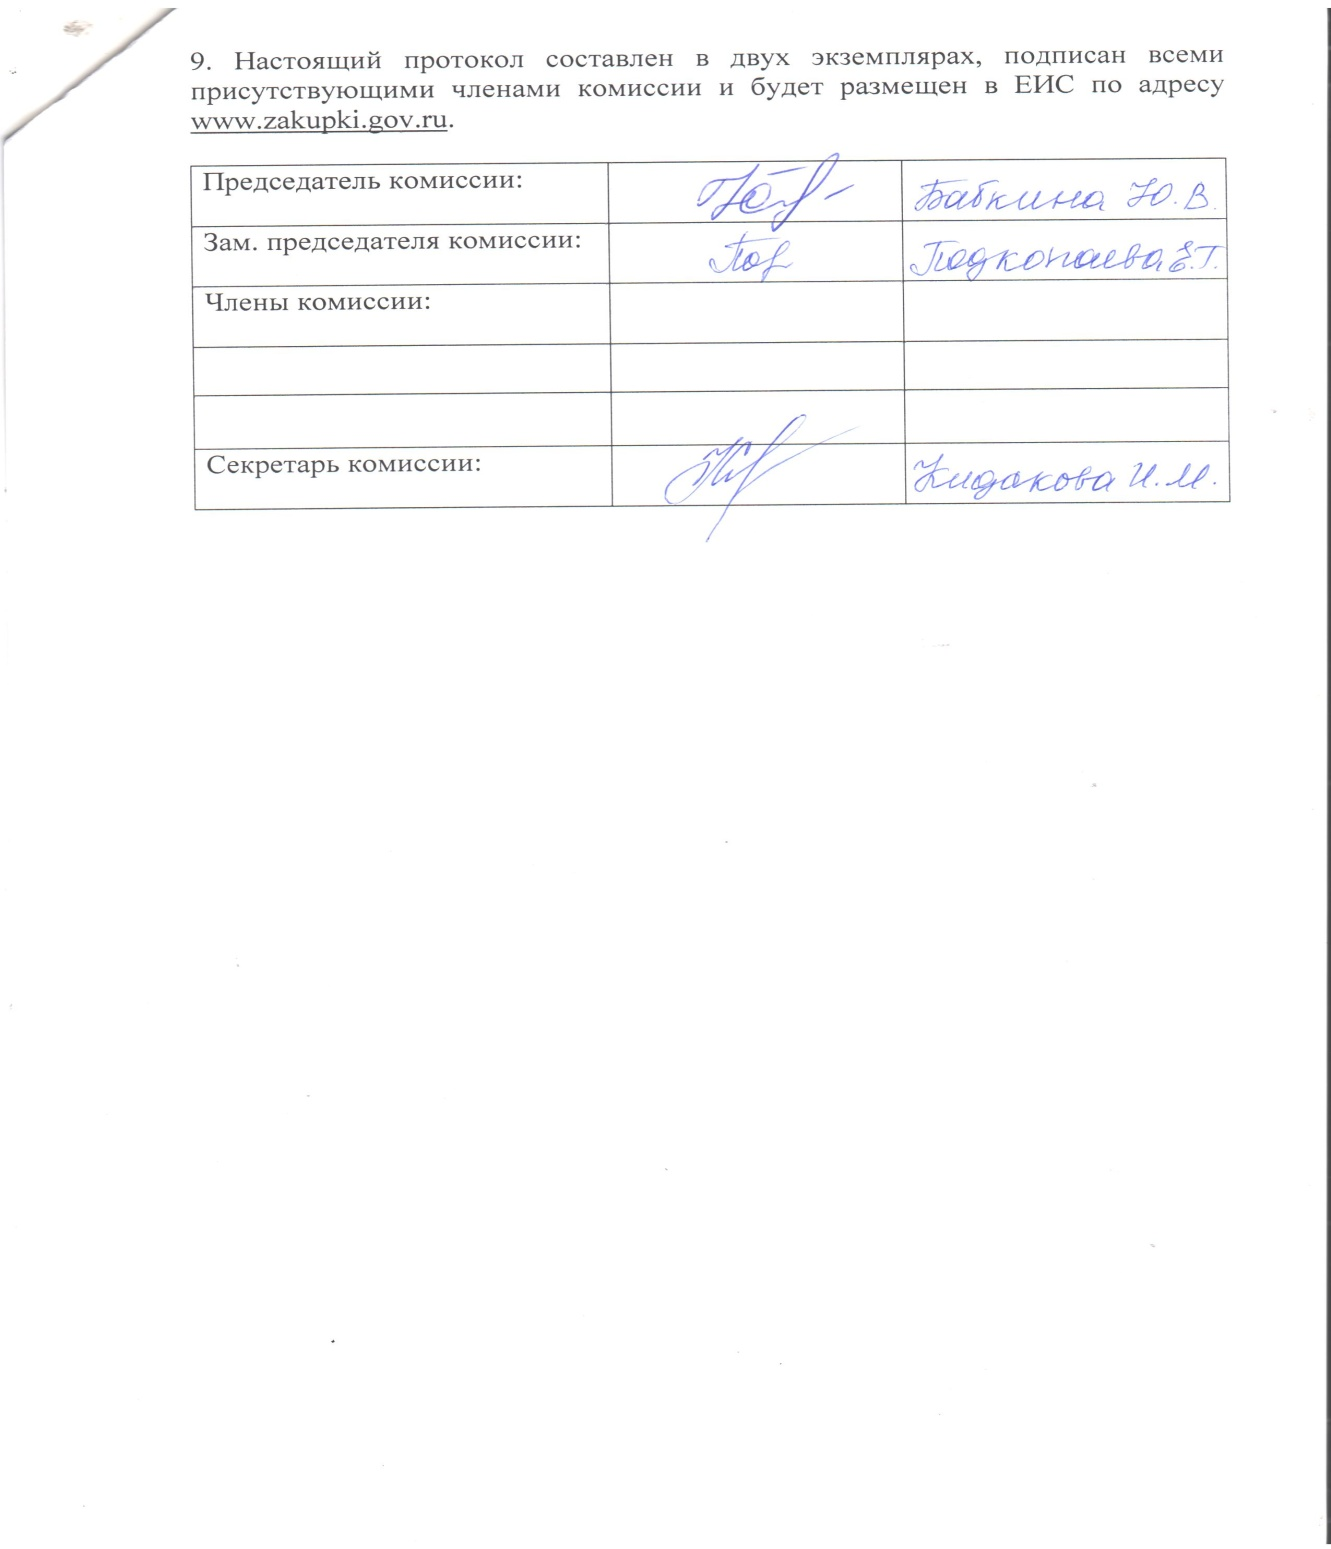 9. Настоящий протокол составлен в двух экземплярах, подписан всеми
присутствующими членами комиссии и будет размещен в ЕИС по адресу
www.zakupki.gov.ru.
Председатель комиссии: Бабкина Ю. В.
Зам. председателя комиссии: Подкопаева Е.Г.
Члены комиссии:
Секретарь комиссии: Кидакова И. М.